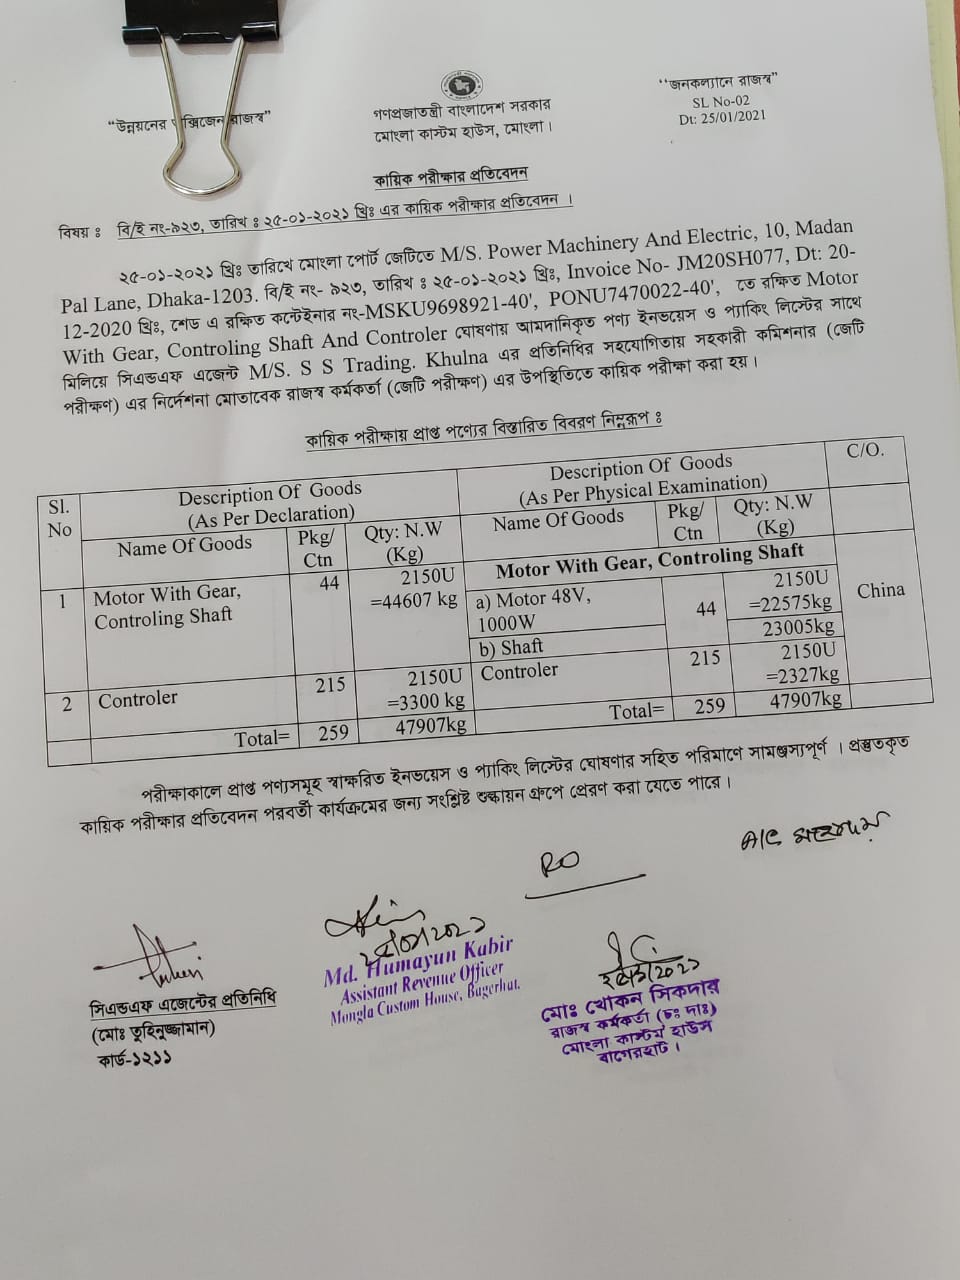 "জনকল্যানে রাজস্ব"
SL No-02
Dt: 25/01/2021
"উন্নয়নের অক্সিজেন রাজস্ব"
গণপ্রজাতন্ত্রী বাংলাদেশ সরকার
মোংলা কাস্টম হাউস, মোংলা।
কায়িক পরীক্ষার প্রতিবেদন
বিষয় ঃ বি/ই নং-৯২৩, তারিখ ঃ ২৫-০১-২০২১ খ্রিঃ এর কায়িক পরীক্ষার প্রতিবেদন ।
২৫-০১-২০২১ খ্রিঃ তারিখে মোংলা পোর্ট জেটিতে M/S. Power Machinery And Electric, 10, Madan
Pal Lane, Dhaka-1203. বি/ই নং- ৯২৩, তারিখ ঃ ২৫-০১-২০২১ খ্রিঃ, Invoice No- JM20SH077, Dt: 20-
12-2020 খ্রিঃ, শেড এ রক্ষিত কন্টেইনার নং-MSKU9698921-40', PONU7470022-40', তে রক্ষিত Motor
With Gear, Controling Shaft And Controler ঘোষণায় আমদানিকৃত পণ্য ইনভয়েস ও প্যাকিং লিস্টের সাথে
মিলিয়ে সিএন্ডএফ এজেন্ট M/S. S S Trading. Khulna এর প্রতিনিধির সহযোগিতায় সহকারী কমিশনার (জেটি
পরীক্ষণ) এর নির্দেশনা মোতাবেক রাজস্ব কর্মকর্তা (জেটি পরীক্ষণ) এর উপস্থিতিতে কায়িক পরীক্ষা করা হয়।
কায়িক পরীক্ষায় প্রাপ্ত পণ্যের বিস্তারিত বিবরণ নিম্নরূপ ঃ
Sl. No Description Of Goods (As Per Declaration) Description Of Goods (As Per Physical Examination) C/O.
Name Of Goods Pkg/ Ctn Qty: N.W (Kg) Name Of Goods Pkg/ Ctn Qty: N.W (Kg)
Motor With Gear, Controling Shaft
1 Motor With Gear, Controling Shaft 44 2150U =44607 kg a) Motor 48V, 1000W 44 2150U =22575kg China
b) Shaft 23005kg
2 Controler 215 2150U =3300 kg Controler 215 2150U =2327kg
Total= 259 47907kg Total= 259 47907kg
পরীক্ষাকালে প্রাপ্ত পণ্যসমূহ স্বাক্ষরিত ইনভয়েস ও প্যাকিং লিস্টের ঘোষণার সহিত পরিমাণে সামঞ্জস্যপূর্ণ । প্রস্তুতকৃত
কায়িক পরীক্ষার প্রতিবেদন পরবর্তী কার্যক্রমের জন্য সংশ্লিষ্ট শুল্কায়ন গ্রুপে প্রেরণ করা যেতে পারে ।
RO
A/C মহোদয়
Md. Humayun Kabir
Assistant Revenue Officer
Mongla Custom House, Bagerhat.
মোঃ খোকন সিকদার
রাজস্ব কর্মকর্তা (চঃ দাঃ)
মোংলা কাস্টম হাউস
বাগেরহাট ।
সিএন্ডএফ এজেন্টের প্রতিনিধি
(মোঃ তুহিনুজ্জামান)
কার্ড-১২১১